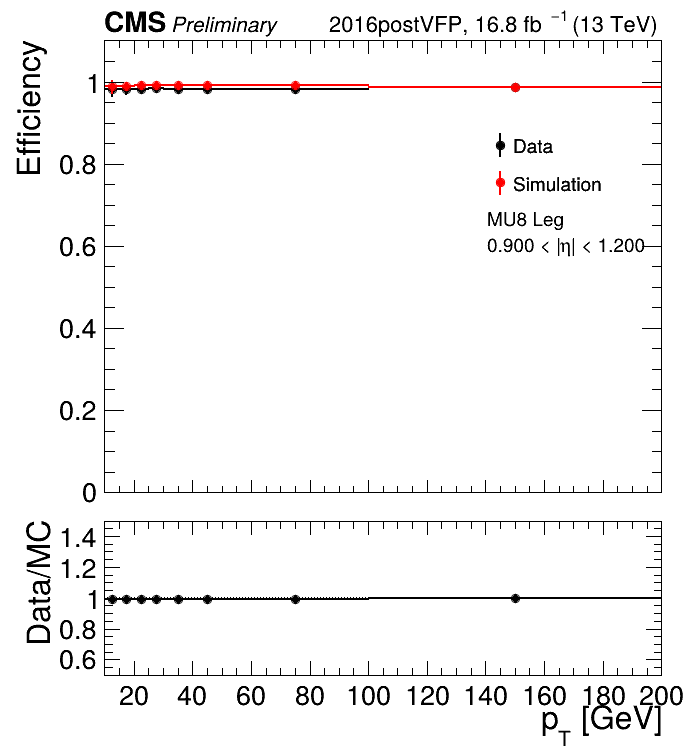 CMS Preliminary 2016postVFP, 16.8 fb⁻¹ (13 TeV)
Efficiency
1
0.8
0.6
0.4
0.2
0
Data
Simulation
MU8 Leg
0.900 < |η| < 1.200
Data/MC
1.4
1.2
1
0.8
0.6
20 40 60 80 100 120 140 160 180 200
p_T [GeV]